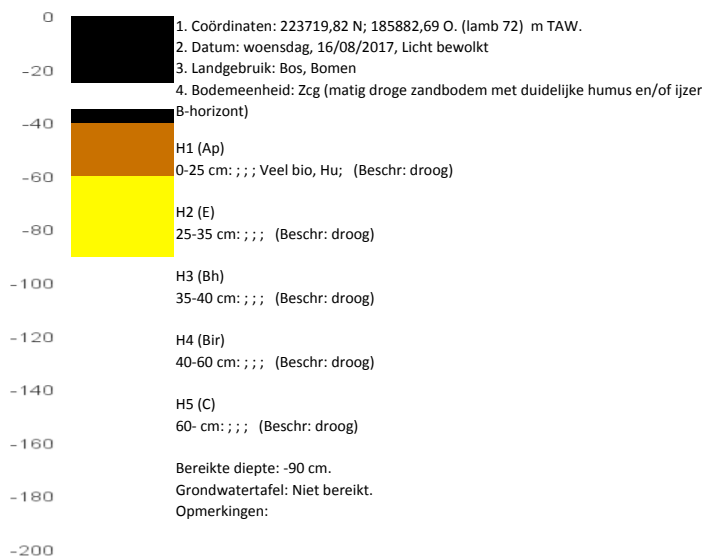 0
-20
-40
-60
-80
-100
-120
-140
-160
-180
-200
1. Coördinaten: 223719,82 N; 185882,69 O. (lamb 72)  m TAW.
2. Datum: woensdag, 16/08/2017, Licht bewolkt
3. Landgebruik: Bos, Bomen
4. Bodemeenheid: Zcg (matig droge zandbodem met duidelijke humus en/of ijzer
B-horizont)
H1 (Ap)
0-25 cm: ; ; ; Veel bio, Hu;   (Beschr: droog)
H2 (E)
25-35 cm: ; ; ;   (Beschr: droog)
H3 (Bh)
35-40 cm: ; ; ;   (Beschr: droog)
H4 (Bir)
40-60 cm: ; ; ;   (Beschr: droog)
H5 (C)
60- cm: ; ; ;   (Beschr: droog)
Bereikte diepte: -90 cm.
Grondwatertafel: Niet bereikt.
Opmerkingen: